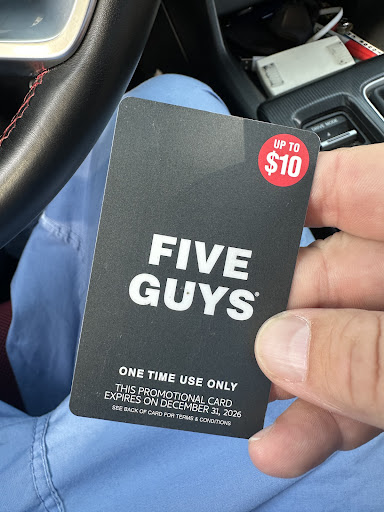 UP TO
$10
FIVE
GUYS®
ONE TIME USE ONLY
THIS PROMOTIONAL CARD
EXPIRES ON DECEMBER 31, 2026
SEE BACK OF CARD FOR TERMS & CONDITIONS